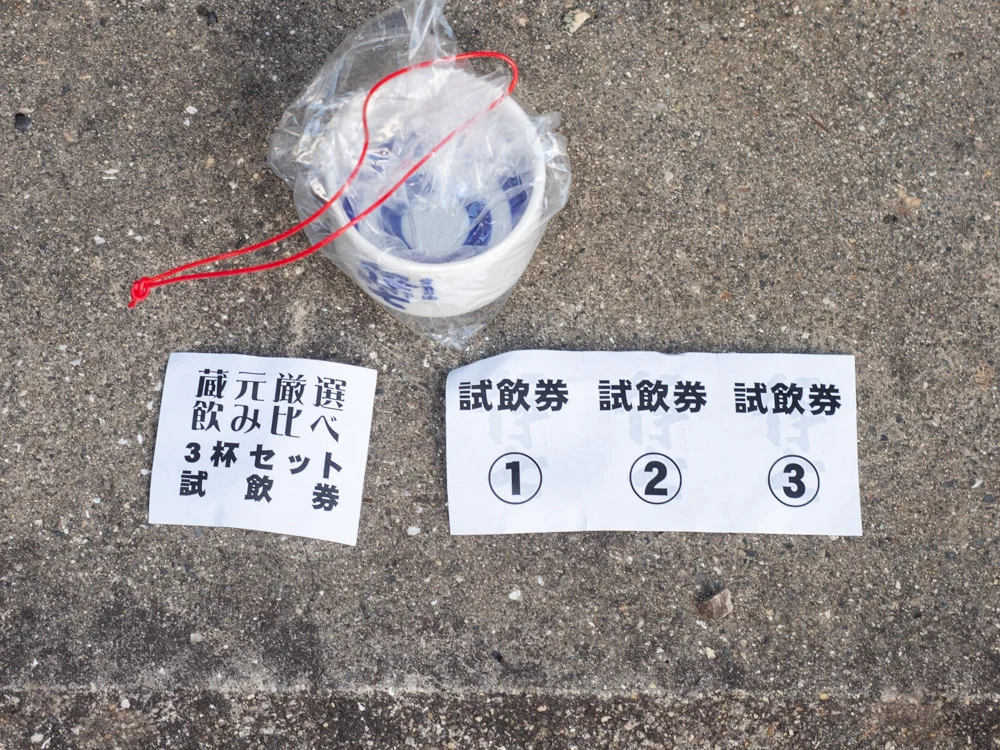 蔵元厳選
飲み比べ
3杯セット
試飲券
試飲券 試飲券 試飲券
① ② ③